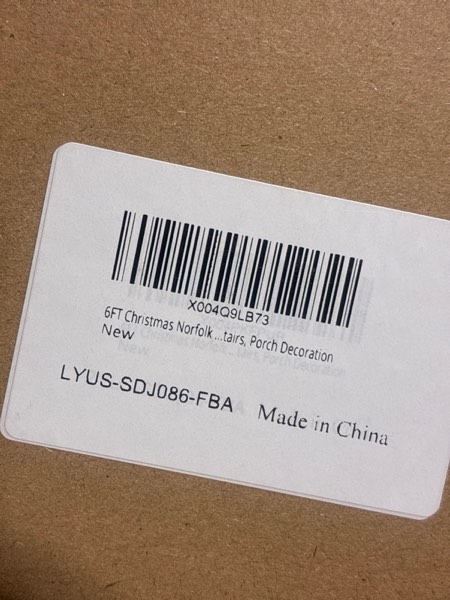 X004Q9LB73
6FT Christmas Norfolk ...tairs, Porch Decoration
New
LYUS-SDJ086-FBA Made in China